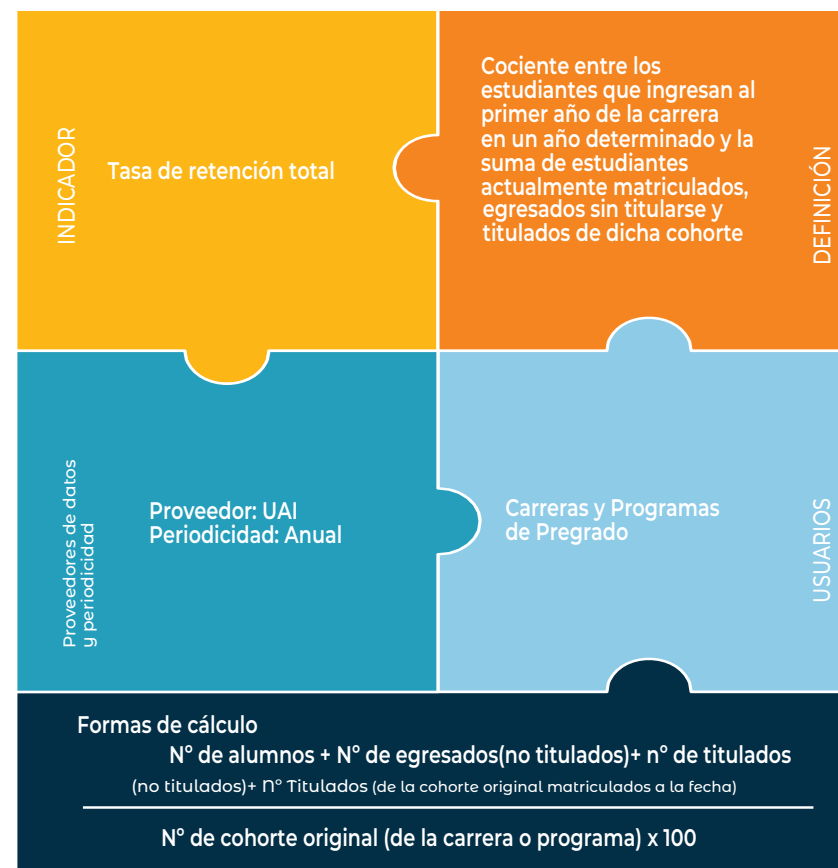 INDICADOR
Tasa de retención total
Cociente entre los
estudiantes que ingresan al
primer año de la carrera
en un año determinado y la
suma de estudiantes
actualmente matriculados,
egresados sin titularse y
titulados de dicha cohorte
DEFINICIÓN
Proveedores de datos
y periodicidad
Proveedor: UAI
Periodicidad: Anual
Carreras y Programas
de Pregrado
USUARIOS
Formas de cálculo
N° de alumnos + N° de egresados(no titulados)+ n° de titulados
(no titulados)+ N° Titulados (de la cohorte original matriculados a la fecha)
N° de cohorte original (de la carrera o programa) x 100